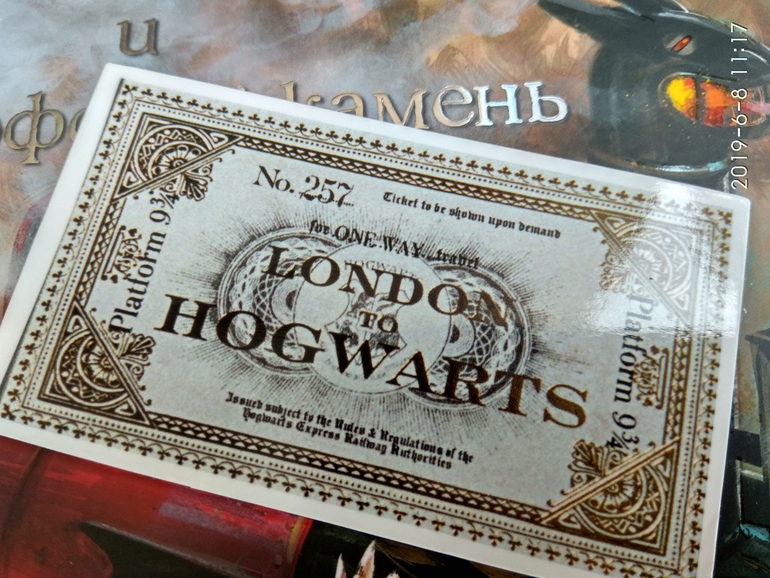 и
камень
2019-6-8 11:17
No. 257
Ticket to be shown upon demand
for ONE WAY travel
LONDON
TO
HOGWARTS
Issued subject to the Rules & Regulations of the
Hogwarts Express Railway Authorities
Platform 9¾
Platform 9¾